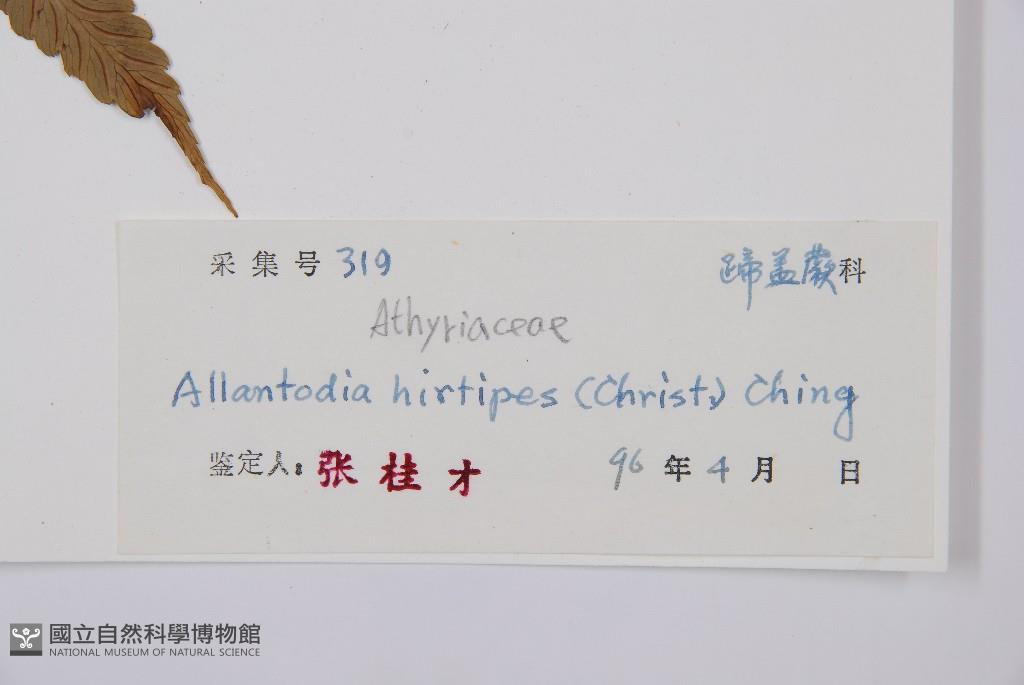 采集号 319 蹄盖蕨科
Athyriaceae
Allantodia hirtipes (Christ.) Ching
鉴定人: 张桂才 96 年 4 月 日
國立自然科學博物館
NATIONAL MUSEUM OF NATURAL SCIENCE